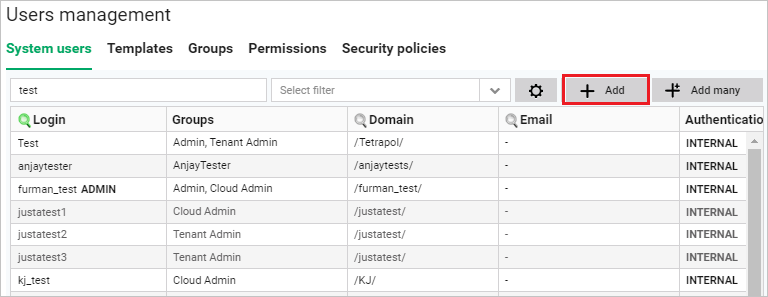 Users management
System users Templates Groups Permissions Security policies
test Select filter Add Add many
Login Groups Domain Email Authenticatio
Test Admin, Tenant Admin /Tetrapol/ - INTERNAL
anjaytester AnjayTester /anjaytests/ - INTERNAL
furman_test ADMIN Admin, Cloud Admin /furman_test/ - INTERNAL
justatest1 Cloud Admin /justatest/ - INTERNAL
justatest2 Tenant Admin /justatest/ - INTERNAL
justatest3 Tenant Admin /justatest/ - INTERNAL
kj_test Cloud Admin /KJ/ - INTERNAL